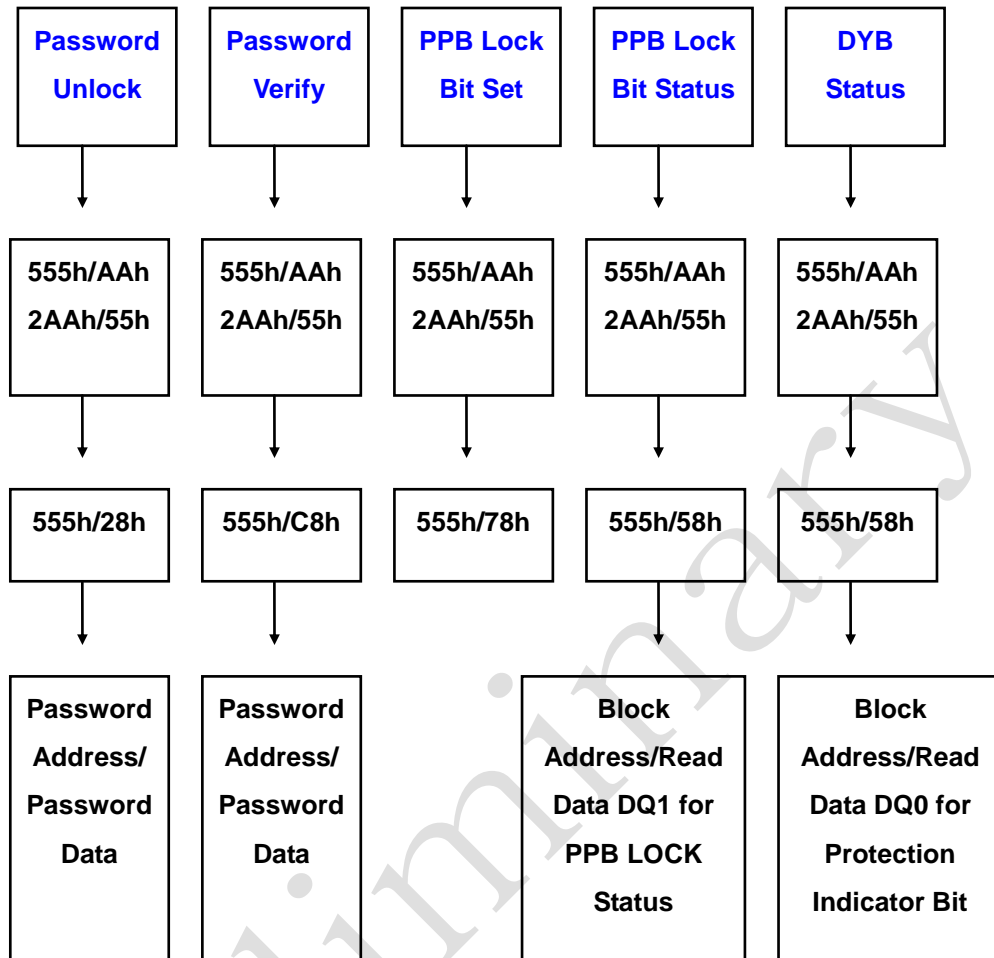 Password
Unlock
Password
Verify
PPB Lock
Bit Set
PPB Lock
Bit Status
DYB
Status
555h/AAh
2AAh/55h
555h/AAh
2AAh/55h
555h/AAh
2AAh/55h
555h/AAh
2AAh/55h
555h/AAh
2AAh/55h
555h/28h
555h/C8h
555h/78h
555h/58h
555h/58h
Password
Address/
Password
Data
Password
Address/
Password
Data
Block
Address/Read
Data DQ1 for
PPB LOCK
Status
Block
Address/Read
Data DQ0 for
Protection
Indicator Bit
liminary